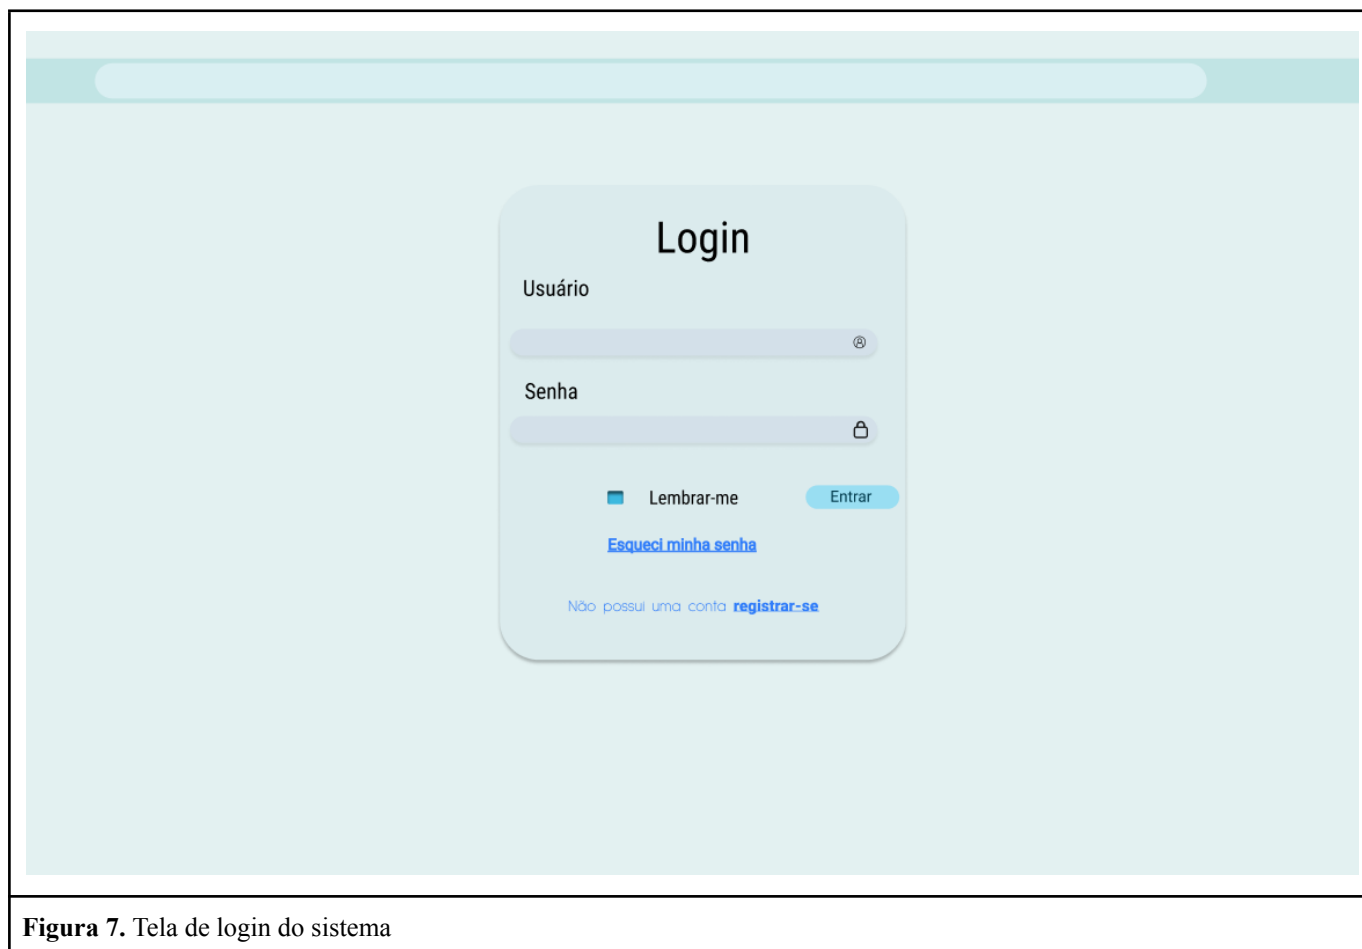 Login
Usuário
Senha
Lembrar-me Entrar
Esqueci minha senha
Não possui uma conta registrar-se
Figura 7. Tela de login do sistema